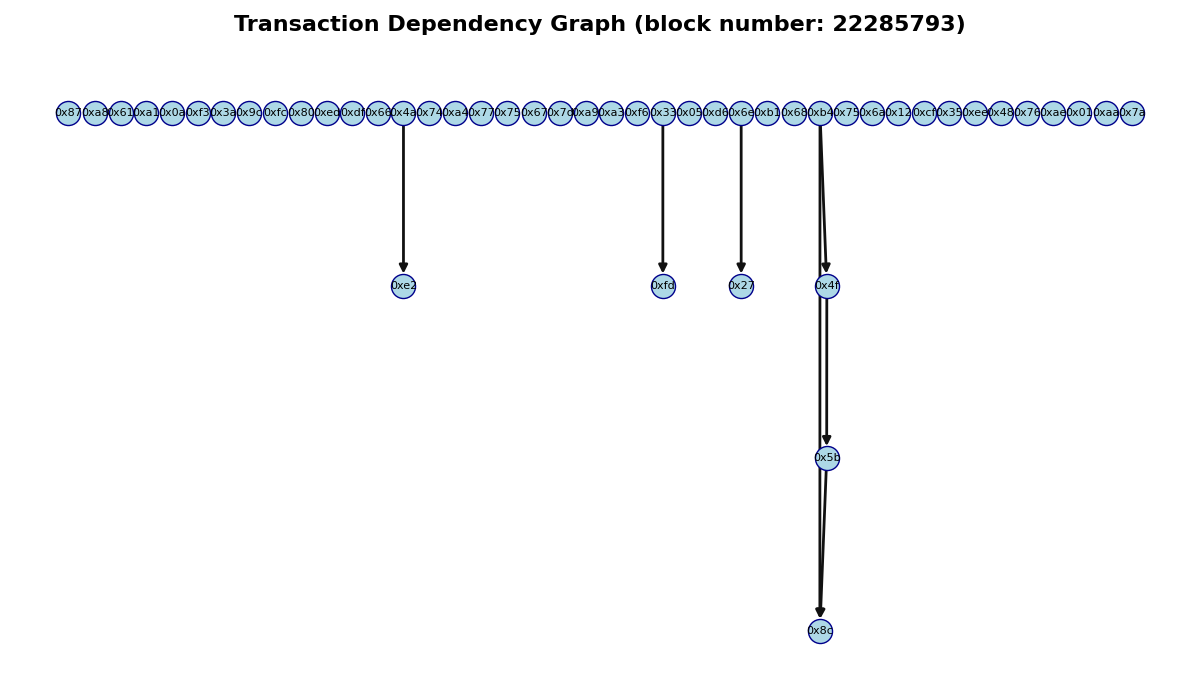 Transaction Dependency Graph (block number: 22285793)
0x87 0xa8 0x61 0xa1 0x0a 0xf3 0x3a 0x9c 0xfc 0x80 0xed 0xdf 0x66 0x4a 0x74 0xa4 0x77 0x75 0x67 0x7d 0xa9 0xa3 0xf6 0x33 0x05 0xd6 0x6e 0xb1 0x68 0xb4 0x75 0x6a 0x12 0xcf 0x35 0xee 0x48 0x76 0xae 0x01 0xaa 0x7a
0xe2 0xfd 0x27 0x4f
0x5b
0x8c